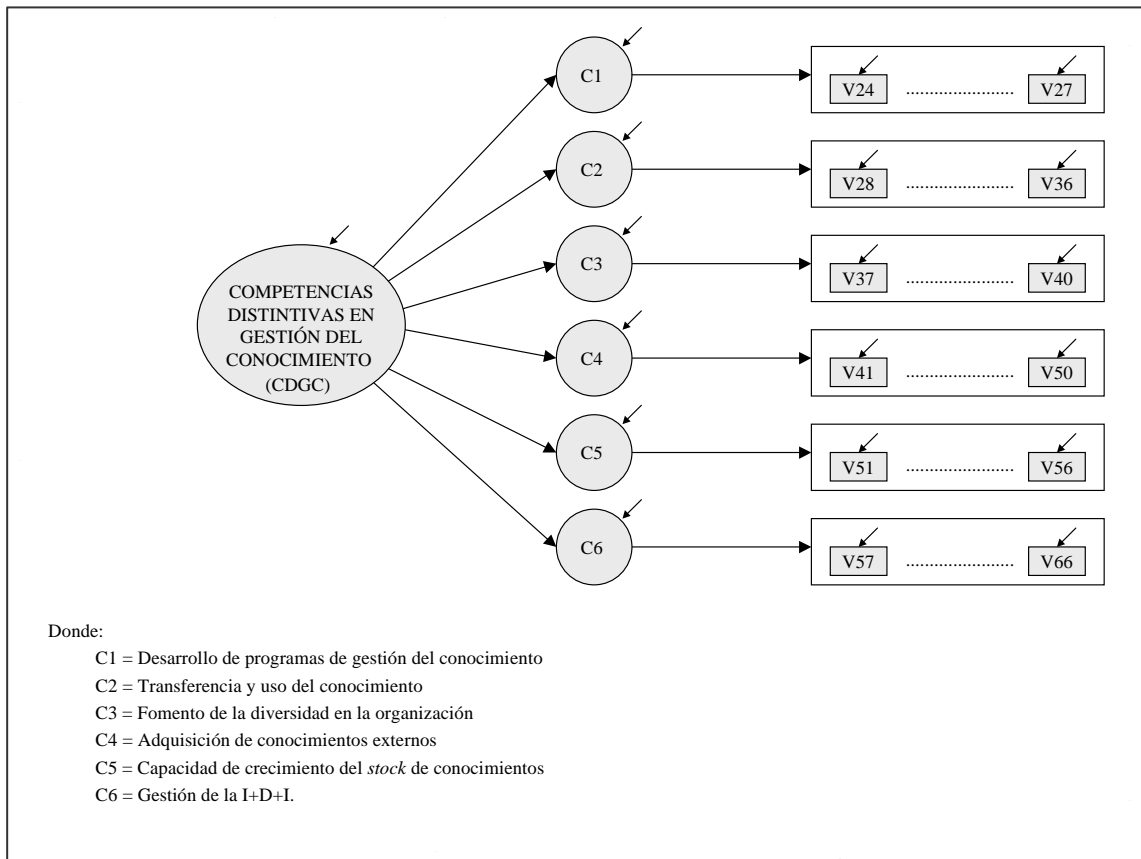 C1
V24 ....................... V27
C2
V28 ....................... V36
C3
V37 ....................... V40
COMPETENCIAS
DISTINTIVAS EN
GESTIÓN DEL
CONOCIMIENTO
(CDGC)
C4
V41 ....................... V50
C5
V51 ....................... V56
C6
V57 ....................... V66
Donde:
C1 = Desarrollo de programas de gestión del conocimiento
C2 = Transferencia y uso del conocimiento
C3 = Fomento de la diversidad en la organización
C4 = Adquisición de conocimientos externos
C5 = Capacidad de crecimiento del stock de conocimientos
C6 = Gestión de la I+D+I.